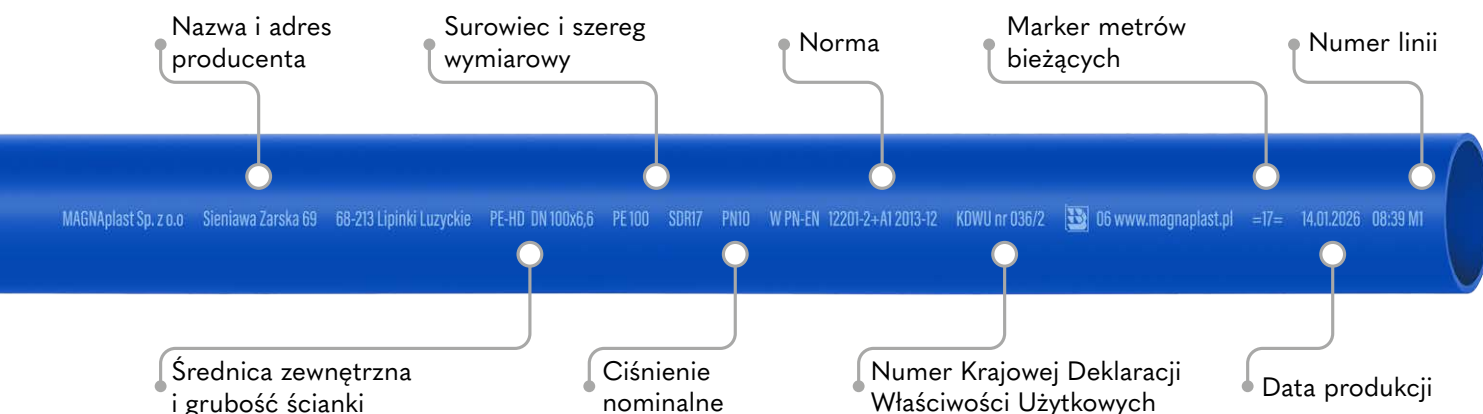 Nazwa i adres
producenta
Surowiec i szereg
wymiarowy
Norma
Marker metrów
bieżących
Numer linii
MAGNAplast Sp. z o.o Sieniawa Zarska 69 68-213 Lipinki Luzyckie PE-HD DN 100x6,6 PE 100 SDR17 PN10 W PN-EN 12201-2+A1 2013-12 KDWU nr 036/2 06 www.magnaplast.pl =17= 14.01.2026 08:39 M1
Średnica zewnętrzna
i grubość ścianki
Ciśnienie
nominalne
Numer Krajowej Deklaracji
Właściwości Użytkowych
Data produkcji